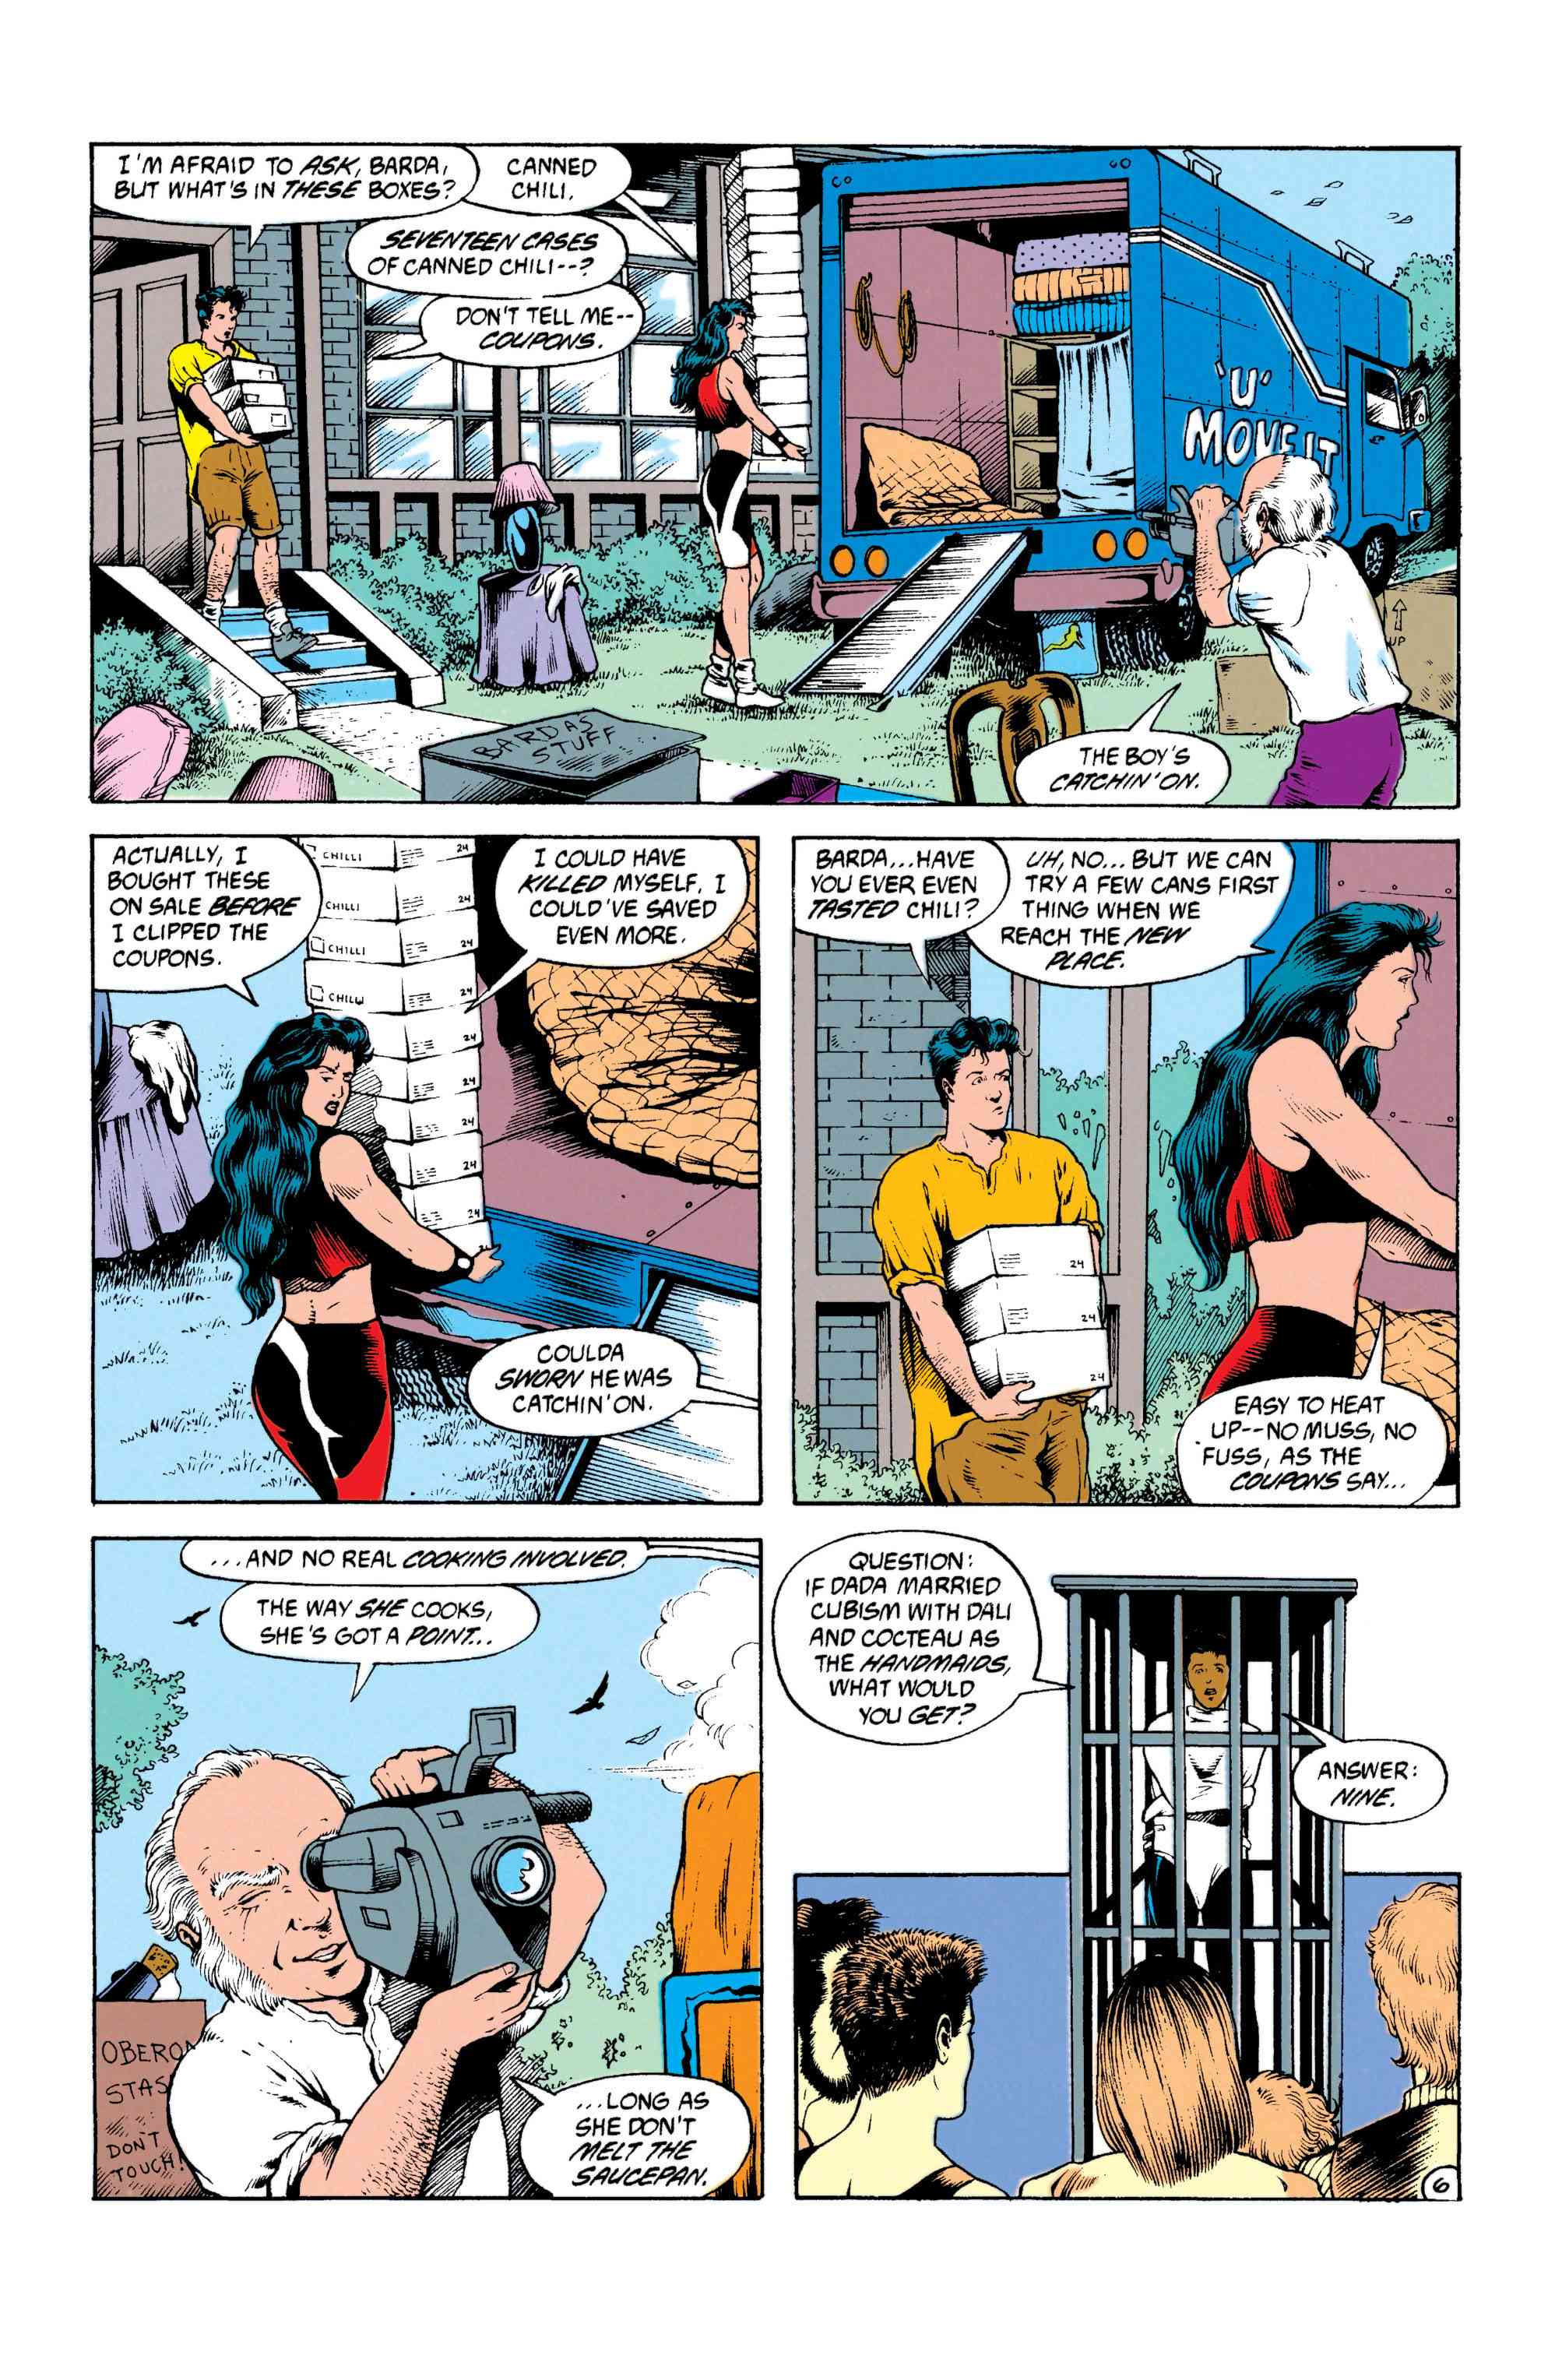 I'M AFRAID TO ASK, BARDA,
BUT WHAT'S IN THESE BOXES?
CANNED
CHILI.
SEVENTEEN CASES
OF CANNED CHILI--?
DON'T TELL ME--
COUPONS.
'U'
MOVE IT
UP
BARDAS
STUFF
THE BOY'S
CATCHIN' ON.
ACTUALLY, I
BOUGHT THESE
ON SALE BEFORE
I CLIPPED THE
COUPONS.
CHILLI 24
CHILLI 24
CHILLI 24
CHILLI 24
24
24
24
24
24
I COULD HAVE
KILLED MYSELF. I
COULD'VE SAVED
EVEN MORE.
COULDA
SWORN HE WAS
CATCHIN' ON.
BARDA...HAVE
YOU EVER EVEN
TASTED CHILI?
UH, NO... BUT WE CAN
TRY A FEW CANS FIRST
THING WHEN WE
REACH THE NEW
PLACE.
24
24
24
EASY TO HEAT
UP--NO MUSS, NO
FUSS, AS THE
COUPONS SAY...
...AND NO REAL COOKING INVOLVED.
THE WAY SHE COOKS,
SHE'S GOT A POINT...
OBERON
STAS
DON'T
TOUCH!
...LONG AS
SHE DON'T
MELT THE
SAUCEPAN.
QUESTION:
IF DADA MARRIED
CUBISM WITH DALI
AND COCTEAU AS
THE HANDMAIDS,
WHAT WOULD
YOU GET?
ANSWER:
NINE.
6